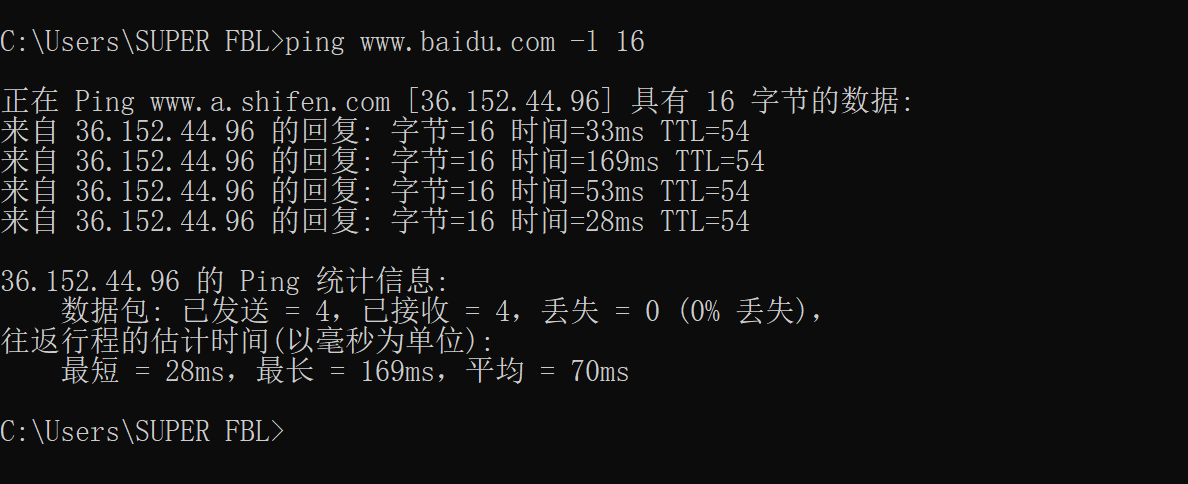 C:\Users\SUPER FBL>ping www.baidu.com -l 16
正在 Ping www.a.shifen.com [36.152.44.96] 具有 16 字节的数据:
来自 36.152.44.96 的回复: 字节=16 时间=33ms TTL=54
来自 36.152.44.96 的回复: 字节=16 时间=169ms TTL=54
来自 36.152.44.96 的回复: 字节=16 时间=53ms TTL=54
来自 36.152.44.96 的回复: 字节=16 时间=28ms TTL=54
36.152.44.96 的 Ping 统计信息:
数据包: 已发送 = 4，已接收 = 4，丢失 = 0 (0% 丢失)，
往返行程的估计时间(以毫秒为单位):
最短 = 28ms，最长 = 169ms，平均 = 70ms
C:\Users\SUPER FBL>